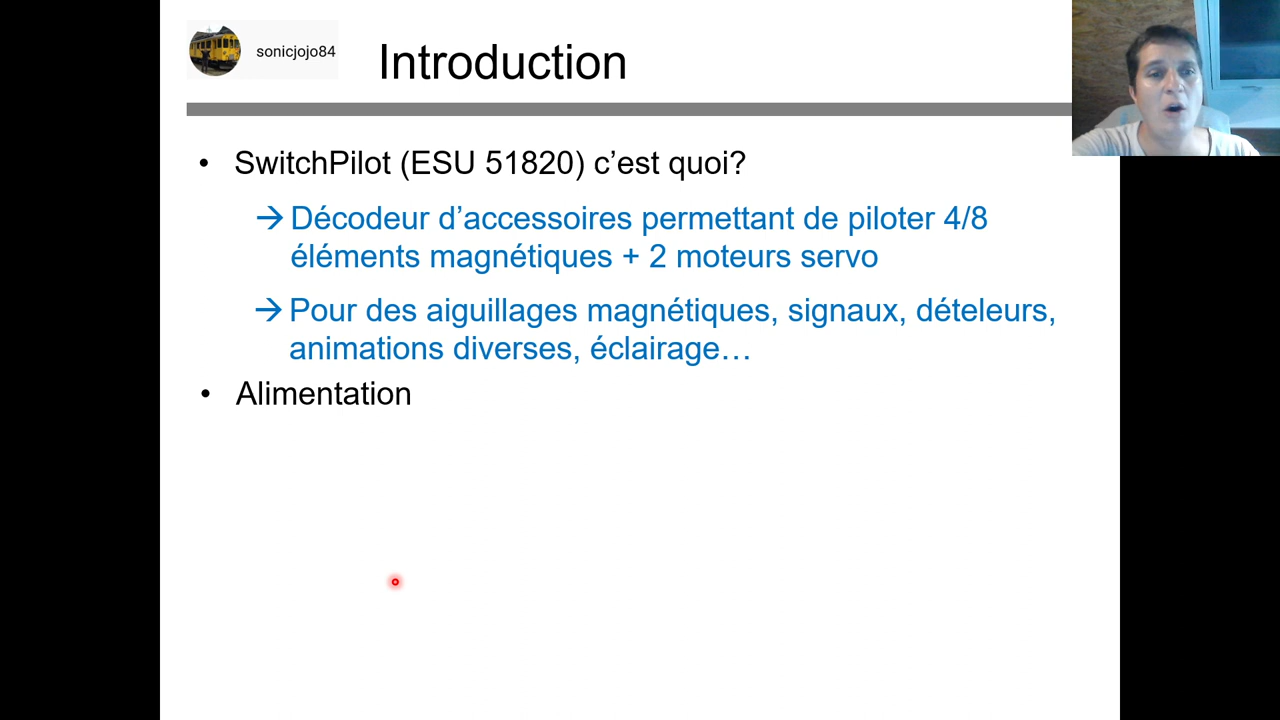 sonicjojo84
Introduction
• SwitchPilot (ESU 51820) c’est quoi?
→ Décodeur d’accessoires permettant de piloter 4/8
éléments magnétiques + 2 moteurs servo
→ Pour des aiguillages magnétiques, signaux, dételeurs,
animations diverses, éclairage…
• Alimentation